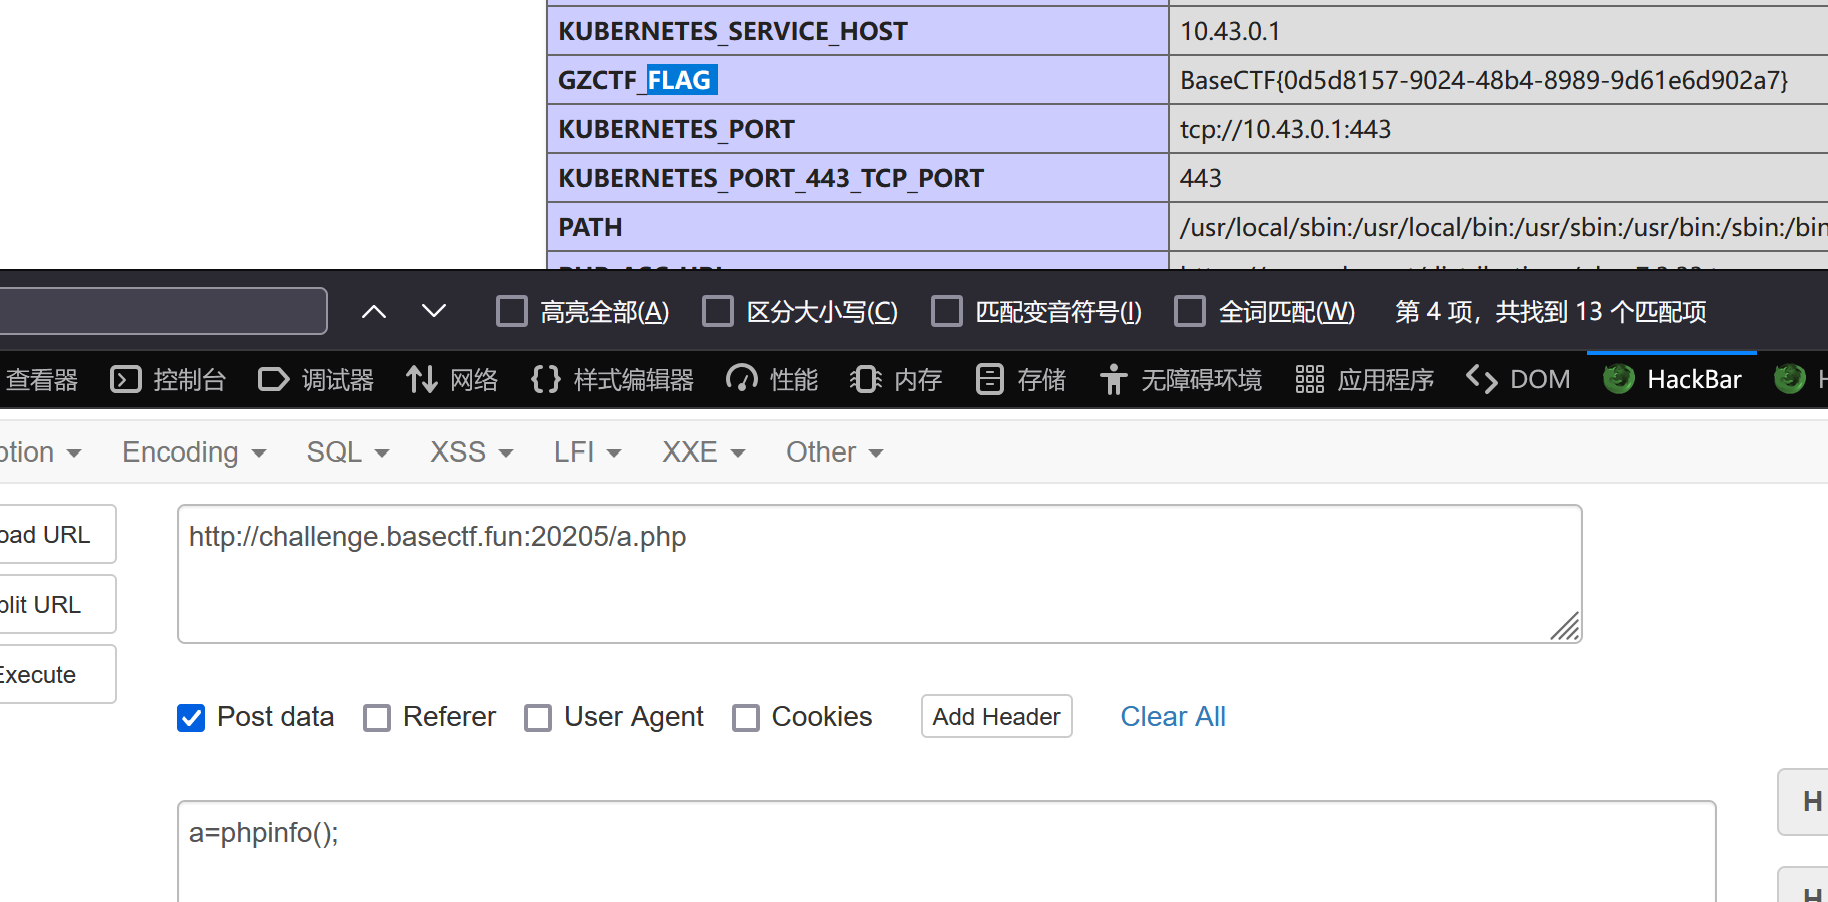 KUBERNETES_SERVICE_HOST 10.43.0.1
GZCTF_FLAG BaseCTF{0d5d8157-9024-48b4-8989-9d61e6d902a7}
KUBERNETES_PORT tcp://10.43.0.1:443
KUBERNETES_PORT_443_TCP_PORT 443
PATH /usr/local/sbin:/usr/local/bin:/usr/sbin:/usr/bin:/sbin:/bin
高亮全部(A) 区分大小写(C) 匹配变音符号(I) 全词匹配(W) 第 4 项，共找到 13 个匹配项
查看器 控制台 调试器 网络 样式编辑器 性能 内存 存储 无障碍环境 应用程序 DOM HackBar H
ption Encoding SQL XSS LFI XXE Other
oad URL http://challenge.basectf.fun:20205/a.php
plit URL
Execute
Post data Referer User Agent Cookies Add Header Clear All
H
a=phpinfo();
H